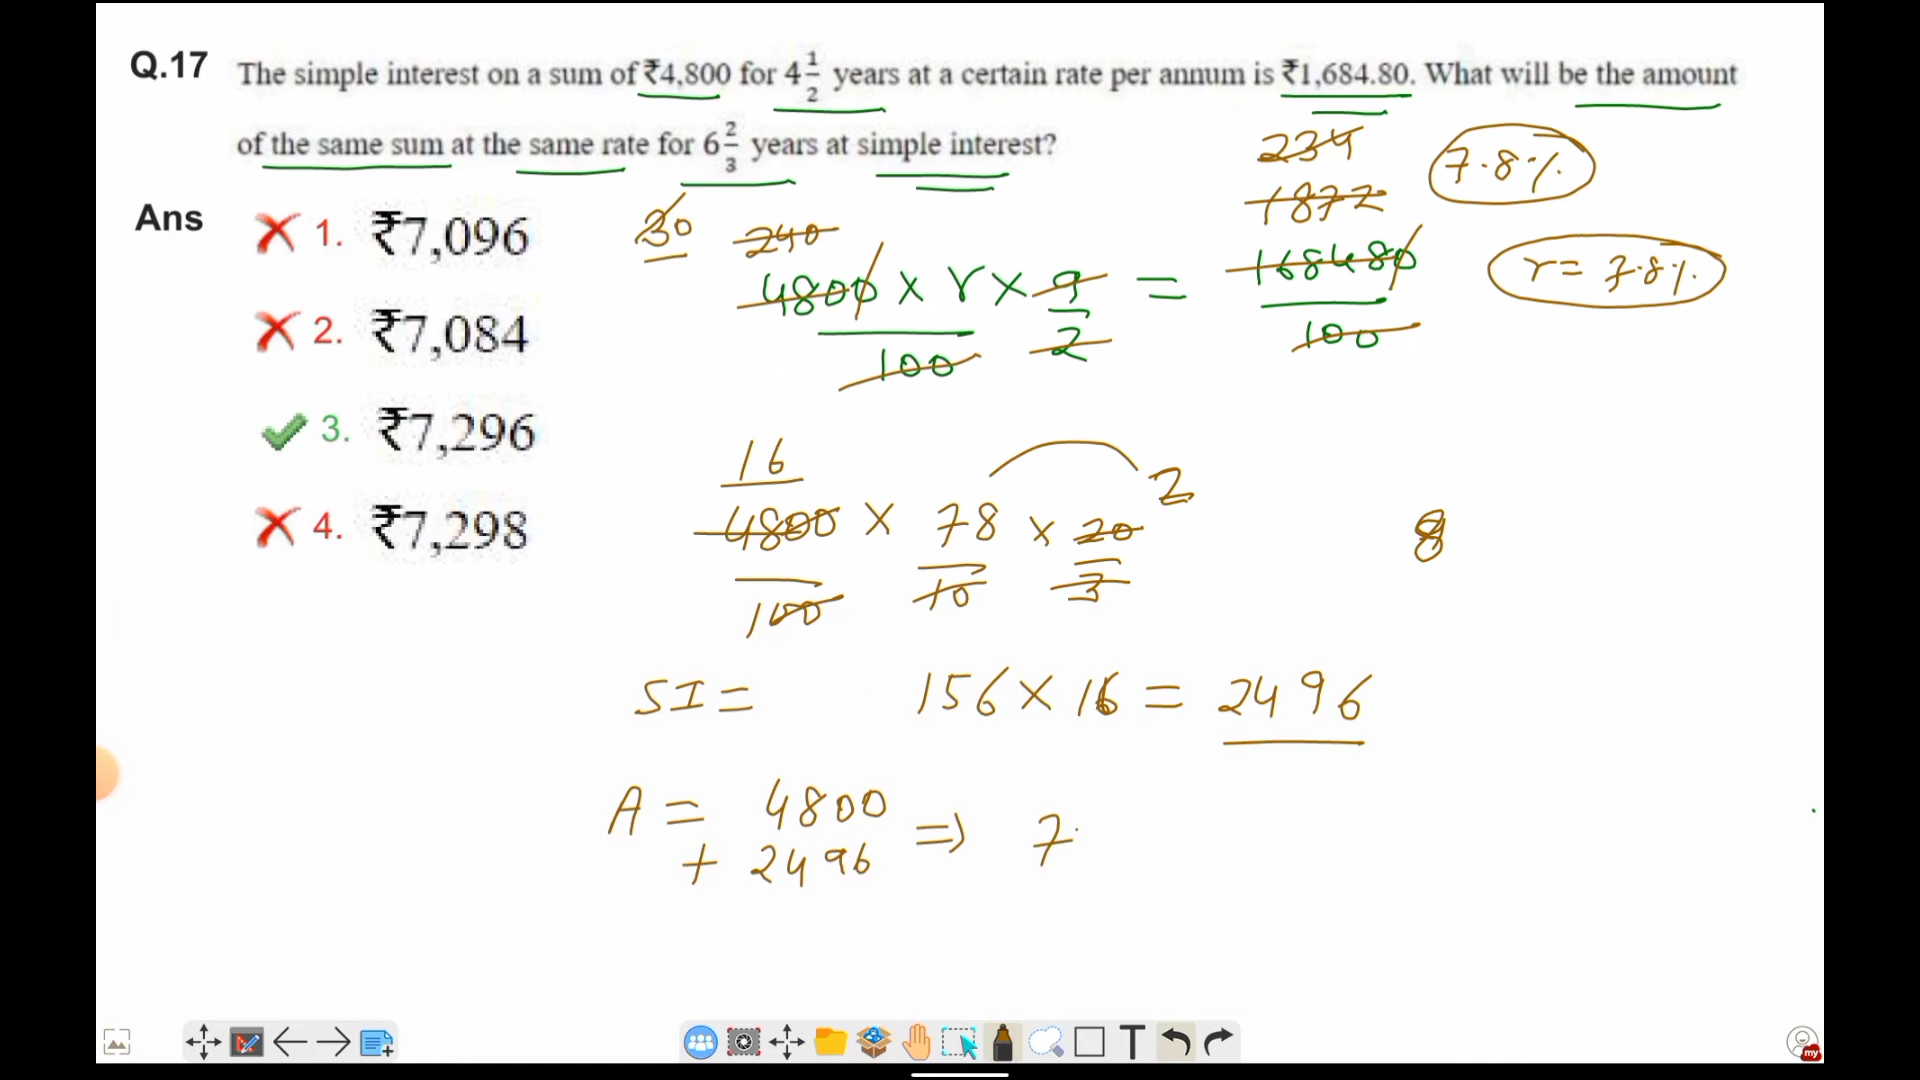 Q.17 The simple interest on a sum of ₹4,800 for 4 1/2 years at a certain rate per annum is ₹1,684.80. What will be the amount
of the same sum at the same rate for 6 2/3 years at simple interest?
Ans
1. ₹7,096
2. ₹7,084
3. ₹7,296
4. ₹7,298
234
7.8%
1872
30 240
4800 × r × 9/2 / 100 = 168480/100
r = 7.8%
16
4800/100 × 78/10 × 20/3 2
8
SI = 156 × 16 = 2496
A = 4800
+ 2496 ⇒ 7
T
my